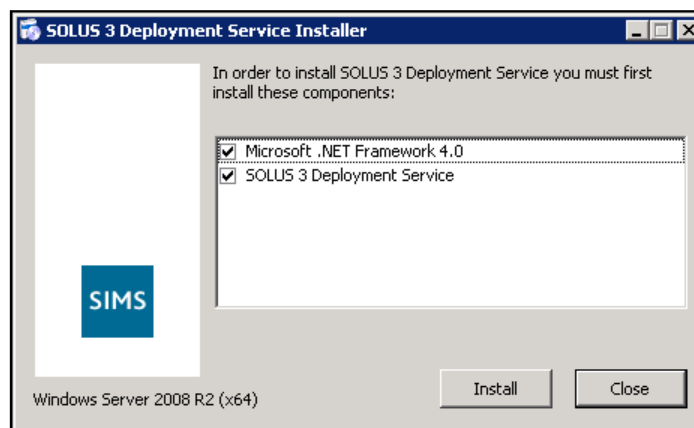 SOLUS 3 Deployment Service Installer
In order to install SOLUS 3 Deployment Service you must first
install these components:
Microsoft .NET Framework 4.0
SOLUS 3 Deployment Service
SIMS
Windows Server 2008 R2 (x64)
Install
Close